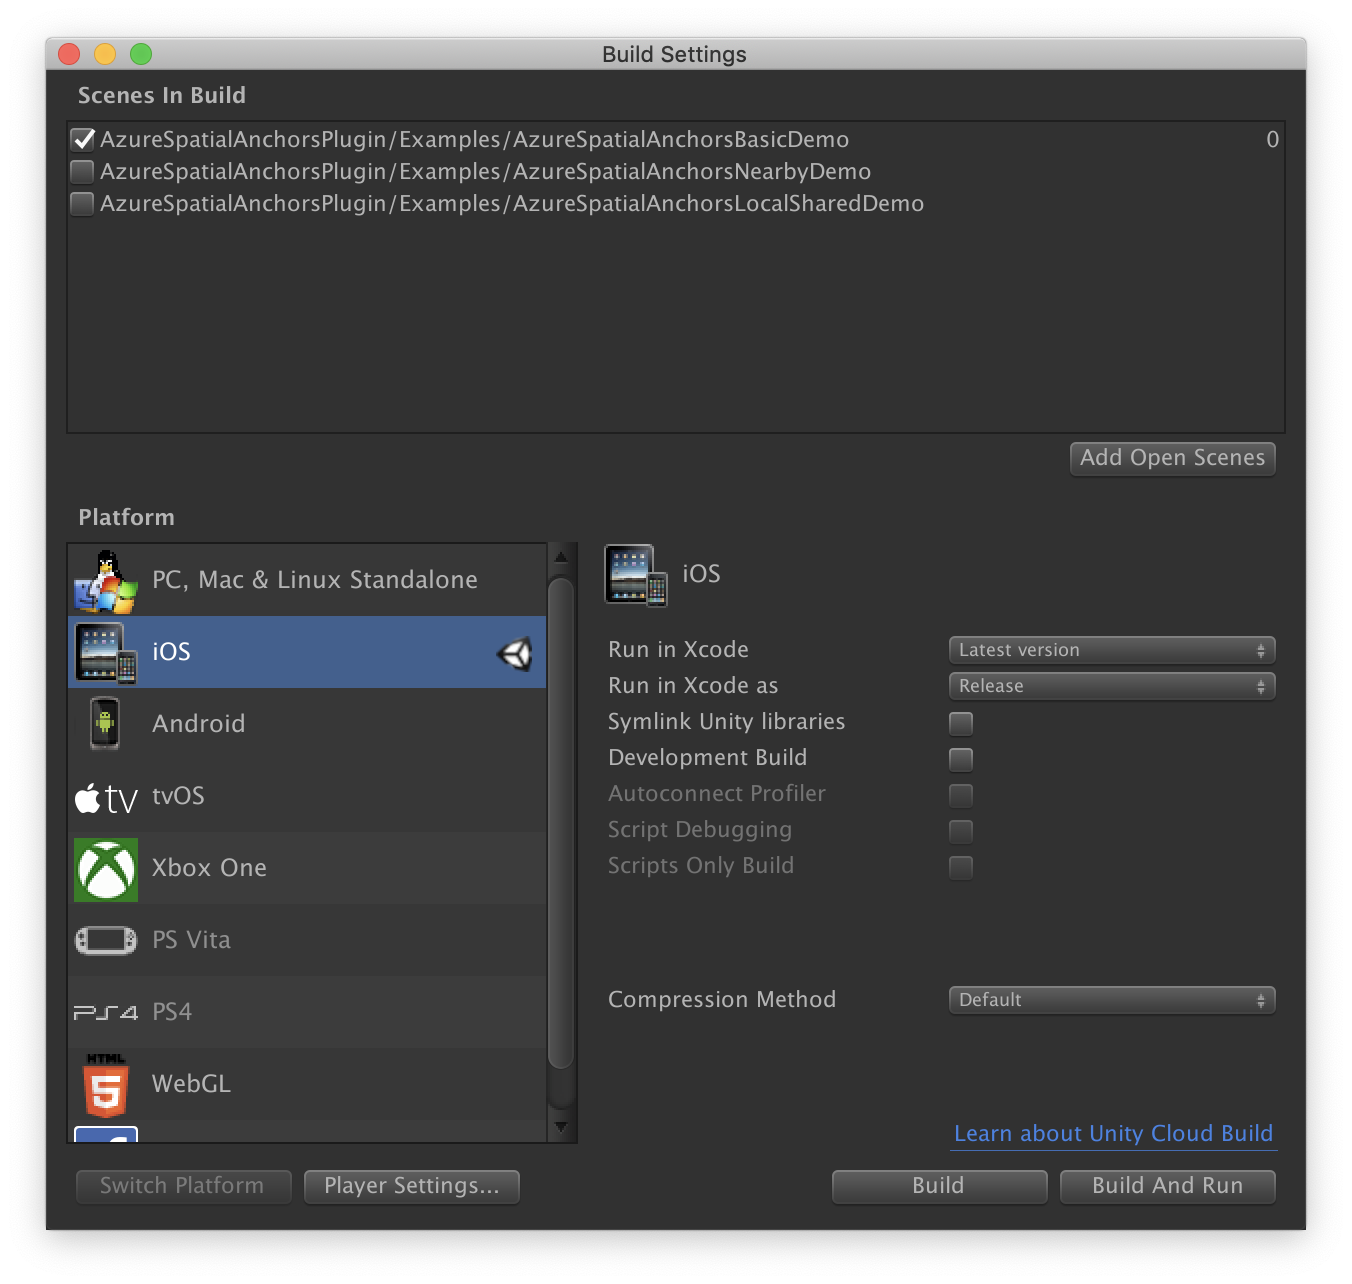 Build Settings
Scenes In Build
AzureSpatialAnchorsPlugin/Examples/AzureSpatialAnchorsBasicDemo 0
AzureSpatialAnchorsPlugin/Examples/AzureSpatialAnchorsNearbyDemo
AzureSpatialAnchorsPlugin/Examples/AzureSpatialAnchorsLocalSharedDemo
Add Open Scenes
Platform
PC, Mac & Linux Standalone
iOS
Android
tv tvOS
Xbox One
PS Vita
PS4 PS4
HTML
5 WebGL
iOS
Run in Xcode Latest version
Run in Xcode as Release
Symlink Unity libraries
Development Build
Autoconnect Profiler
Script Debugging
Scripts Only Build
Compression Method Default
Learn about Unity Cloud Build
Switch Platform Player Settings... Build Build And Run